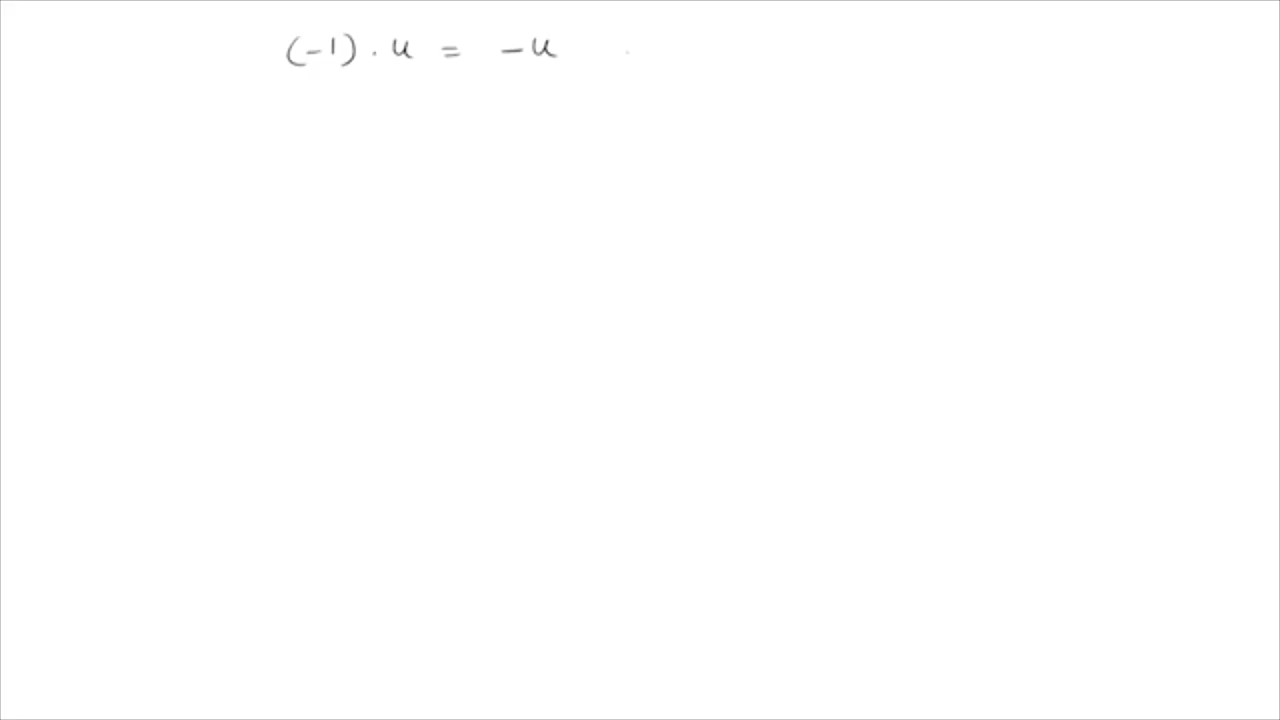 (-1) . u = -u